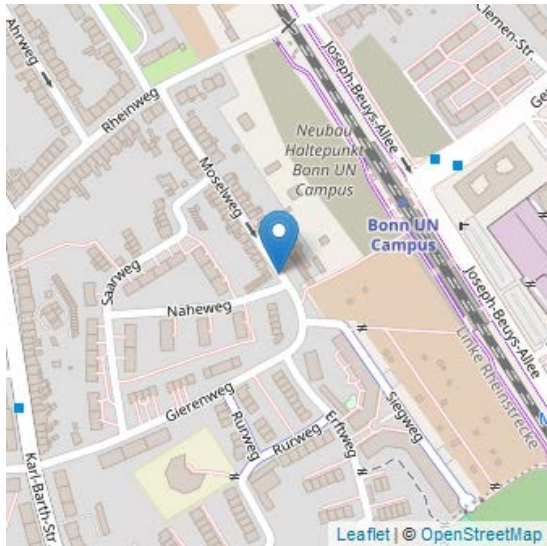 Ahrweg
Rheinweg
Moselweg
Joseph-Beuys-Allee
Clemen-Str
Neubau
Haltepunkt
Bonn UN
Campus
Bonn UN
Campus
Saarweg
Naheweg
Gierenweg
Rurweg
Rurweg
Erftweg
Siegweg
Joseph-Beuys-Allee
Linke Rheinstrecke
Karl-Barth-Str
Leaflet | © OpenStreetMap